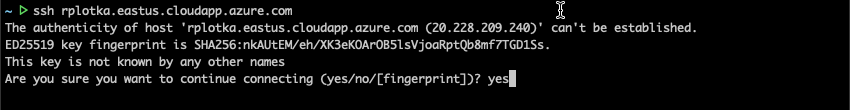 ~ ▷ ssh rplotka.eastus.cloudapp.azure.com
The authenticity of host 'rplotka.eastus.cloudapp.azure.com (20.228.209.240)' can't be established.
ED25519 key fingerprint is SHA256:nkAUtEM/eh/XK3eKOArOB5lsVjoaRptQb8mf7TGD1Ss.
This key is not known by any other names
Are you sure you want to continue connecting (yes/no/[fingerprint])? yes